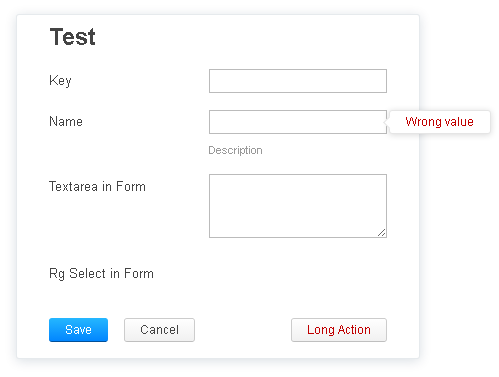 Test
Key
Name
Wrong value
Description
Textarea in Form
Rg Select in Form
Save
Cancel
Long Action